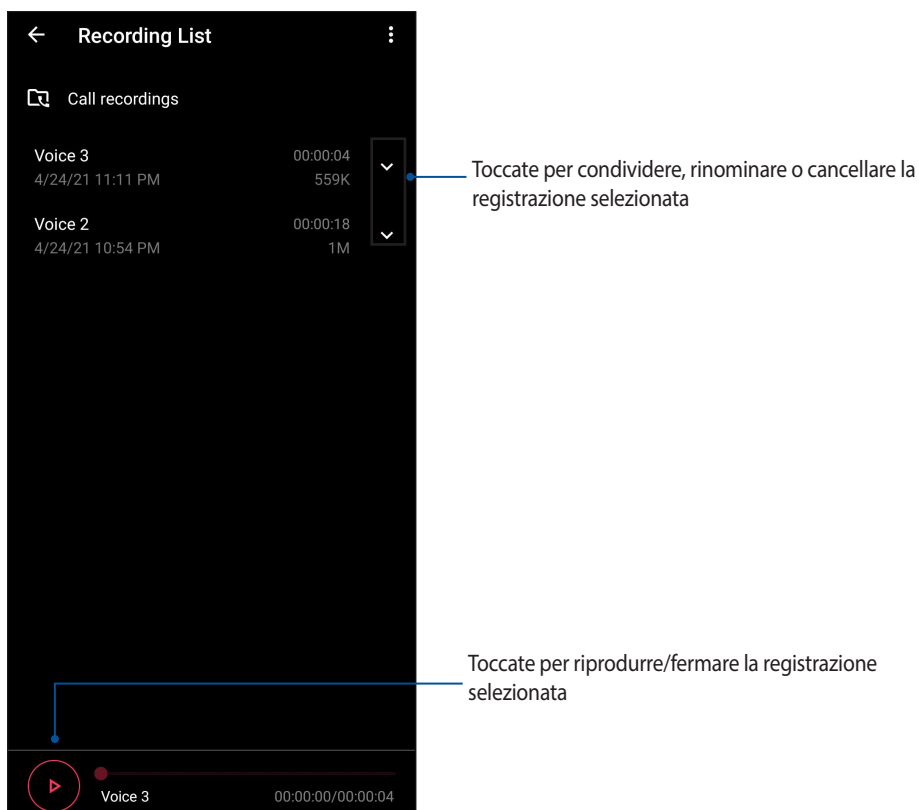 Recording List
Call recordings
Voice 3 00:00:04
4/24/21 11:11 PM 559K
Toccate per condividere, rinominare o cancellare la
registrazione selezionata
Voice 2 00:00:18
4/24/21 10:54 PM 1M
Toccate per riprodurre/fermare la registrazione
selezionata
Voice 3 00:00:00/00:00:04